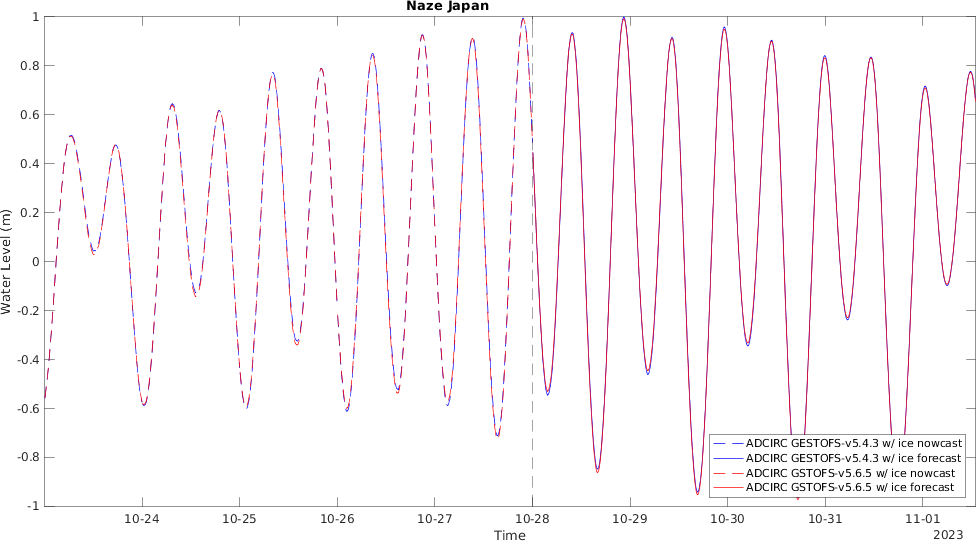 Naze Japan
1
0.8
0.6
0.4
0.2
0
-0.2
-0.4
-0.6
-0.8
-1
Water Level (m)
ADCIRC GESTOFS-v5.4.3 w/ ice nowcast
ADCIRC GESTOFS-v5.4.3 w/ ice forecast
ADCIRC GSTOFS-v5.6.5 w/ ice nowcast
ADCIRC GSTOFS-v5.6.5 w/ ice forecast
10-24 10-25 10-26 10-27 10-28 10-29 10-30 10-31 11-01
Time
2023